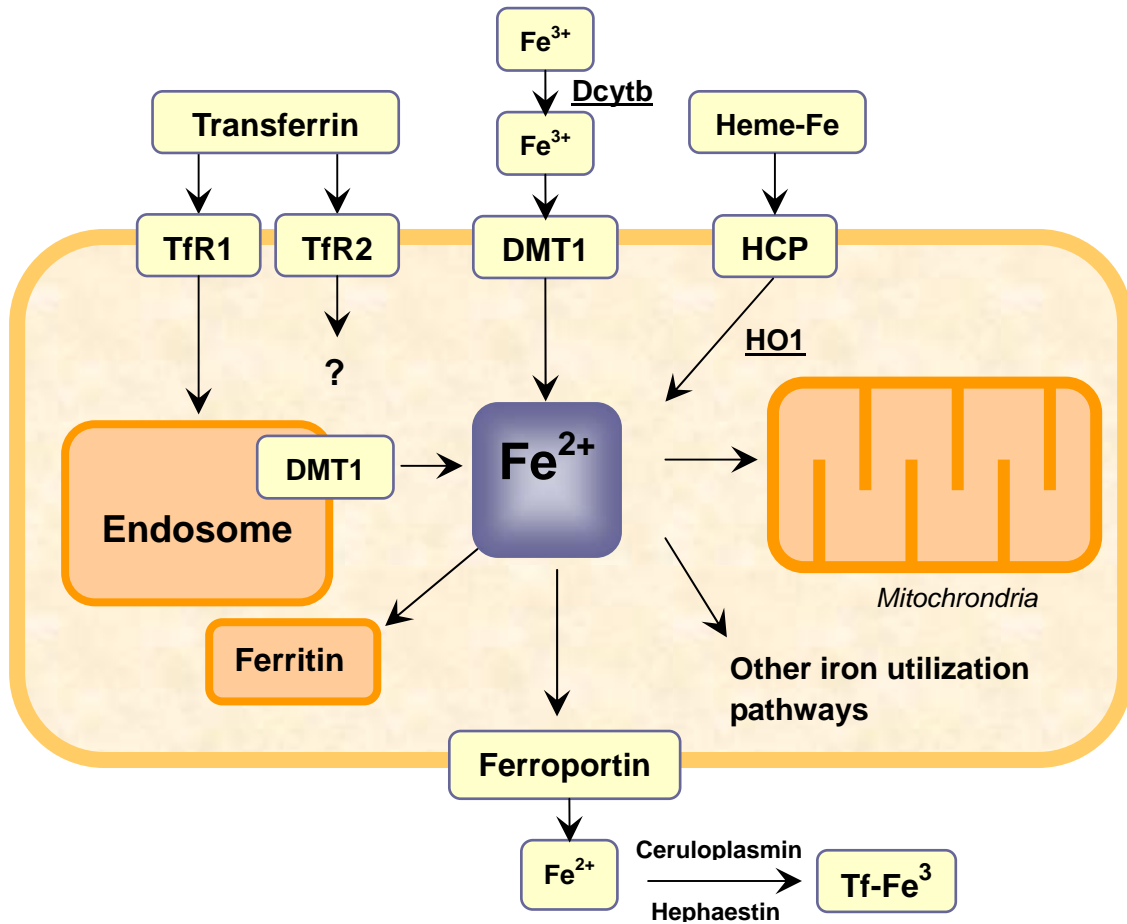 Fe³⁺
Dcytb
Transferrin
Fe³⁺
Heme-Fe
TfR1
TfR2
DMT1
HCP
?
HO1
Fe²⁺
DMT1
Endosome
Mitochrondria
Ferritin
Other iron utilization
pathways
Ferroportin
Fe²⁺
Ceruloplasmin
Hephaestin
Tf-Fe³